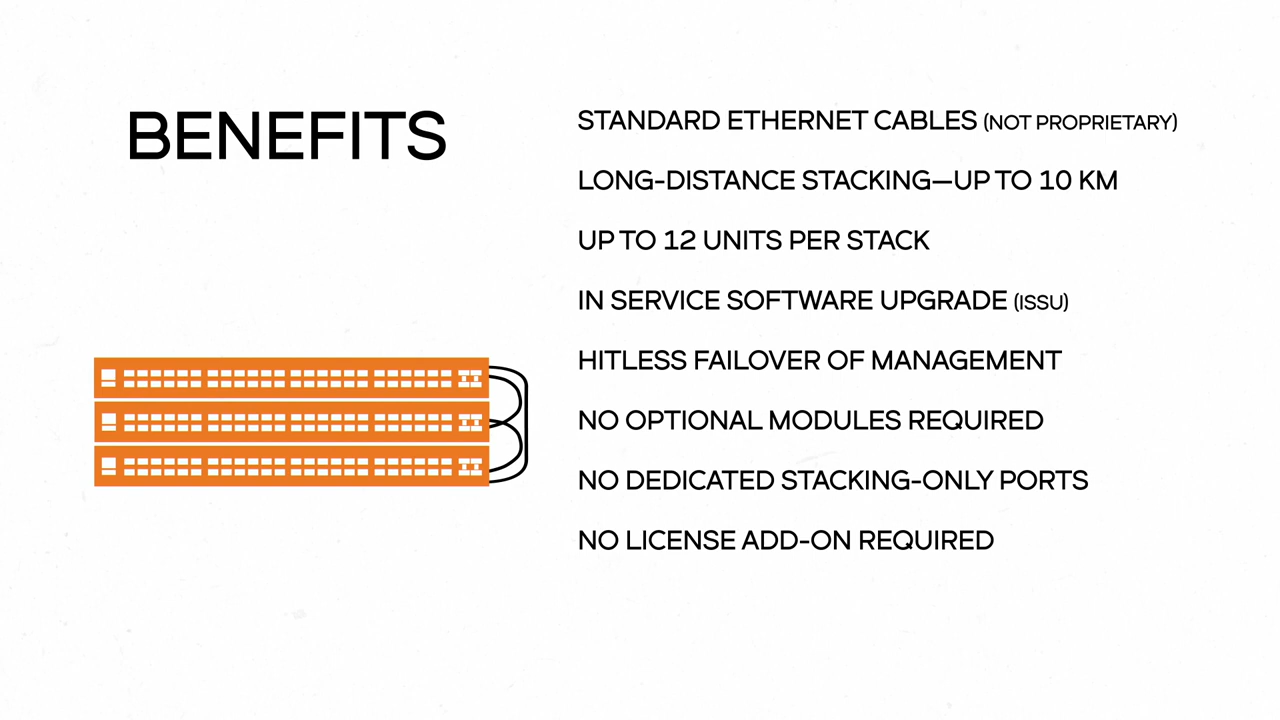 BENEFITS
STANDARD ETHERNET CABLES (NOT PROPRIETARY)
LONG-DISTANCE STACKING—UP TO 10 KM
UP TO 12 UNITS PER STACK
IN SERVICE SOFTWARE UPGRADE (ISSU)
HITLESS FAILOVER OF MANAGEMENT
NO OPTIONAL MODULES REQUIRED
NO DEDICATED STACKING-ONLY PORTS
NO LICENSE ADD-ON REQUIRED